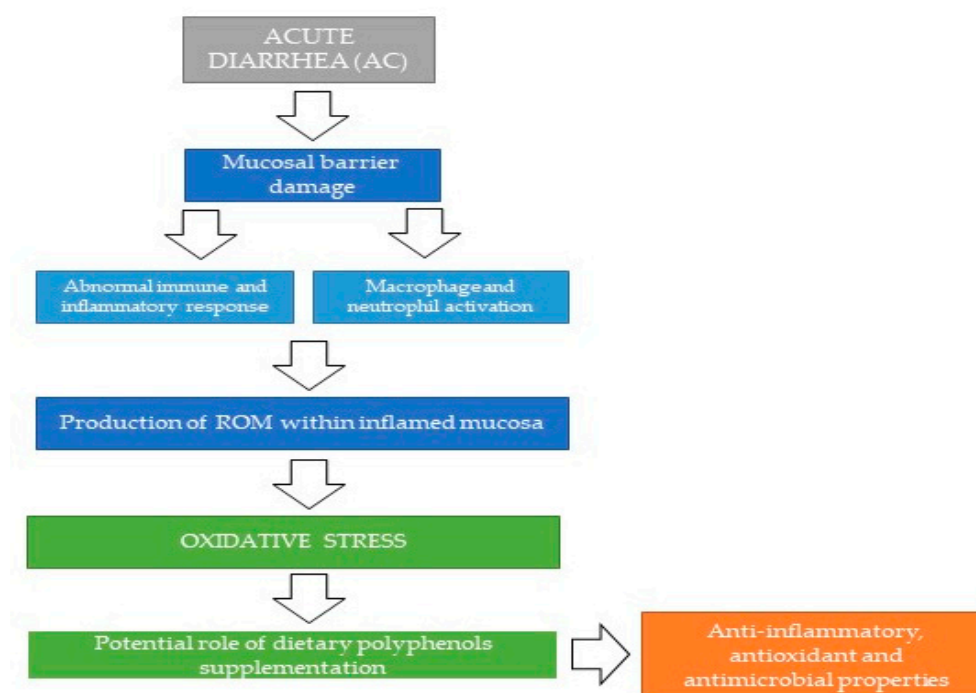 ACUTE
DIARRHEA (AC)
Mucosal barrier
damage
Abnormal immune and
inflammatory response
Macrophage and
neutrophil activation
Production of ROM within inflamed mucosa
OXIDATIVE STRESS
Potential role of dietary polyphenols
supplementation
Anti-inflammatory,
antioxidant and
antimicrobial properties